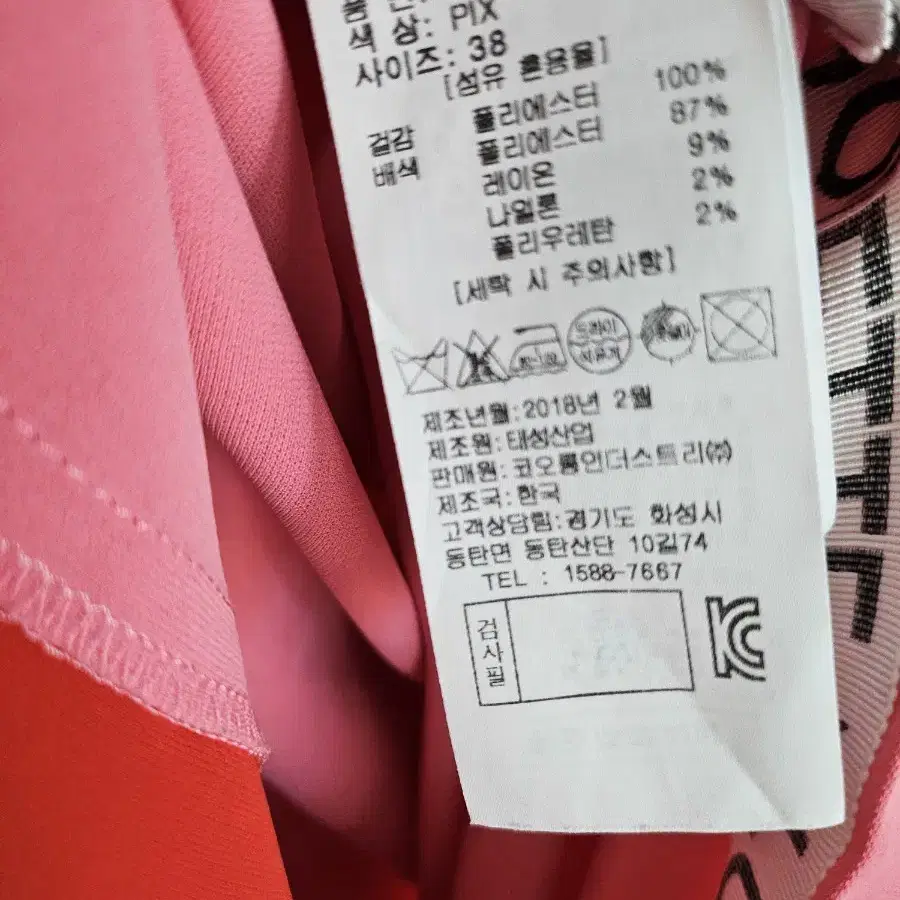 색 상: PIX
사이즈: 38
[섬유 혼용율]
겉감 폴리에스터 100%
배색 폴리에스터 87%
레이온 9%
나일론 2%
폴리우레탄 2%
[세탁 시 주의사항]
드라이
제조년월:2018년 2월
제조원:태성산업
판매원:코오롱인더스트리(주)
제조국:한국
고객상담팀:경기도 화성시
동탄면 동탄산단 10길74
TEL : 1588-7667
검사필